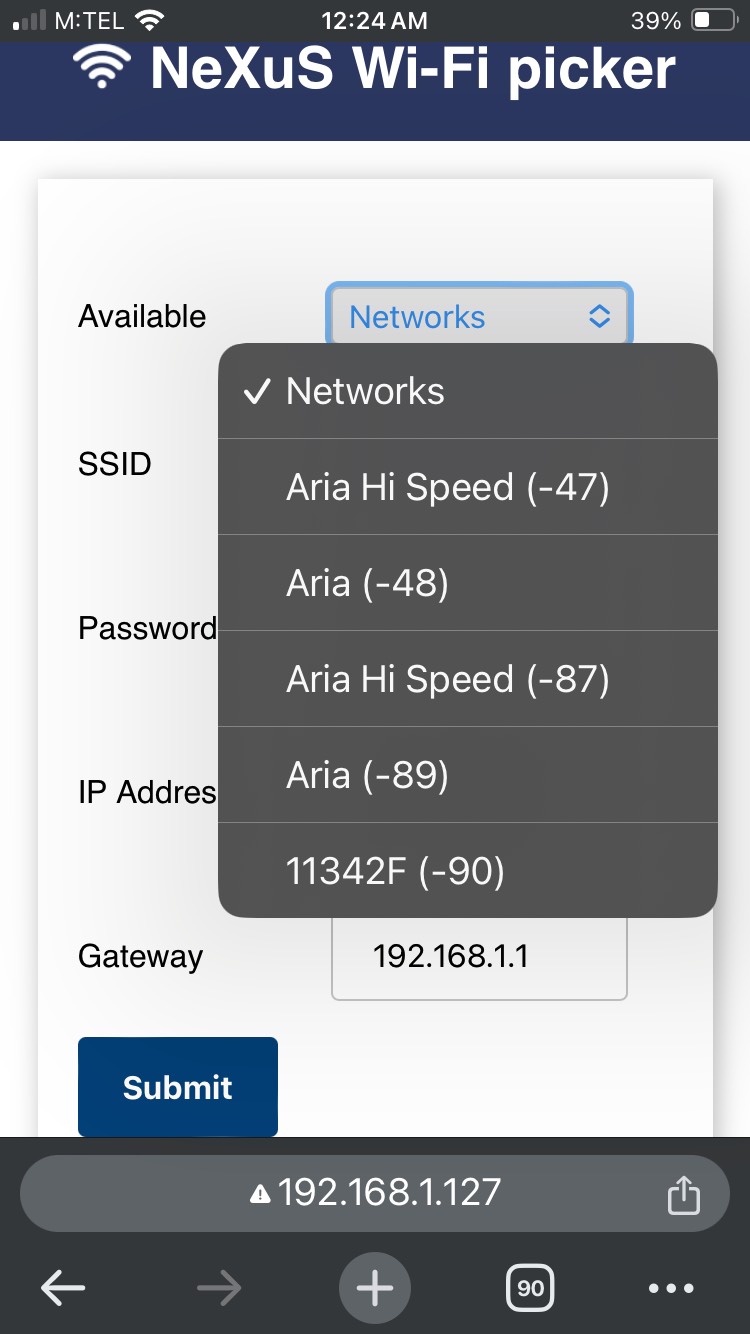 M:TEL 12:24 AM 39%
NeXuS Wi-Fi picker
Available Networks
Networks
SSID
Aria Hi Speed (-47)
Aria (-48)
Password
Aria Hi Speed (-87)
IP Addres
Aria (-89)
11342F (-90)
Gateway 192.168.1.1
Submit
192.168.1.127
90